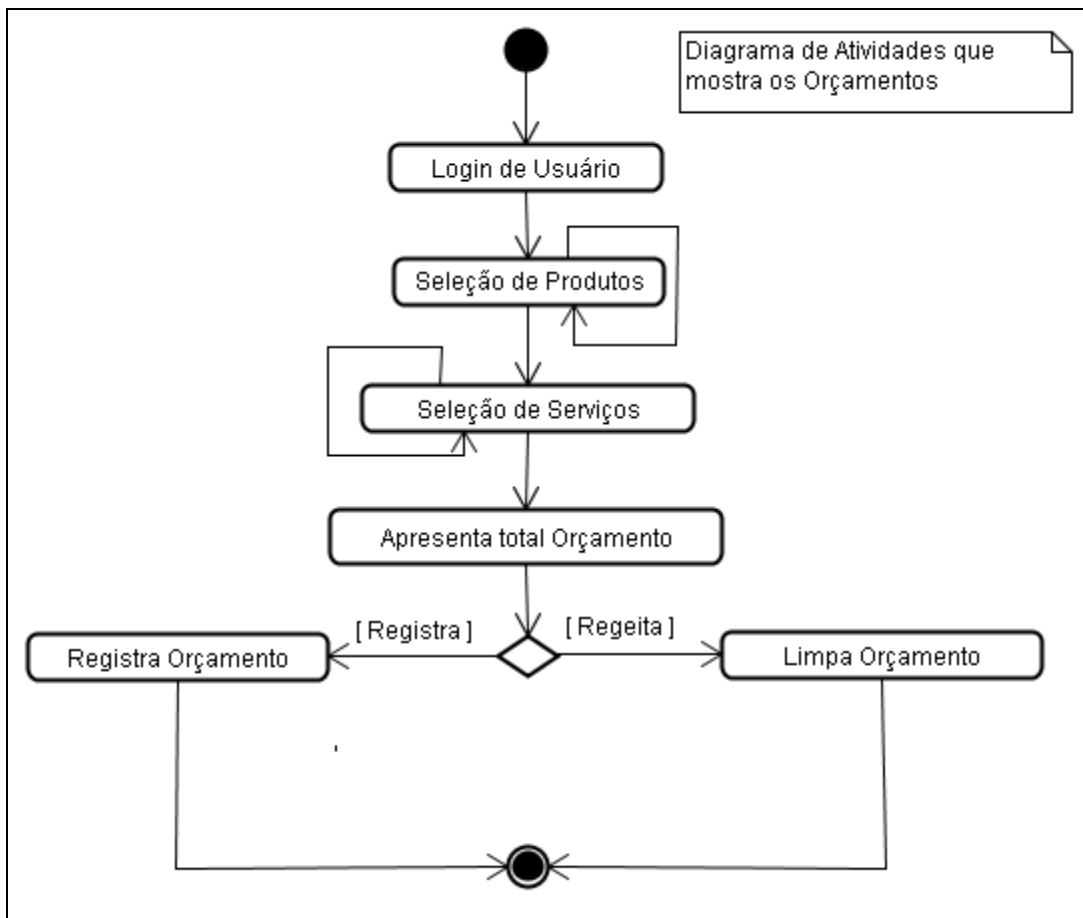 Diagrama de Atividades que
mostra os Orçamentos
Login de Usuário
Seleção de Produtos
Seleção de Serviços
Apresenta total Orçamento
[ Registra ]
[ Regeita ]
Registra Orçamento
Limpa Orçamento